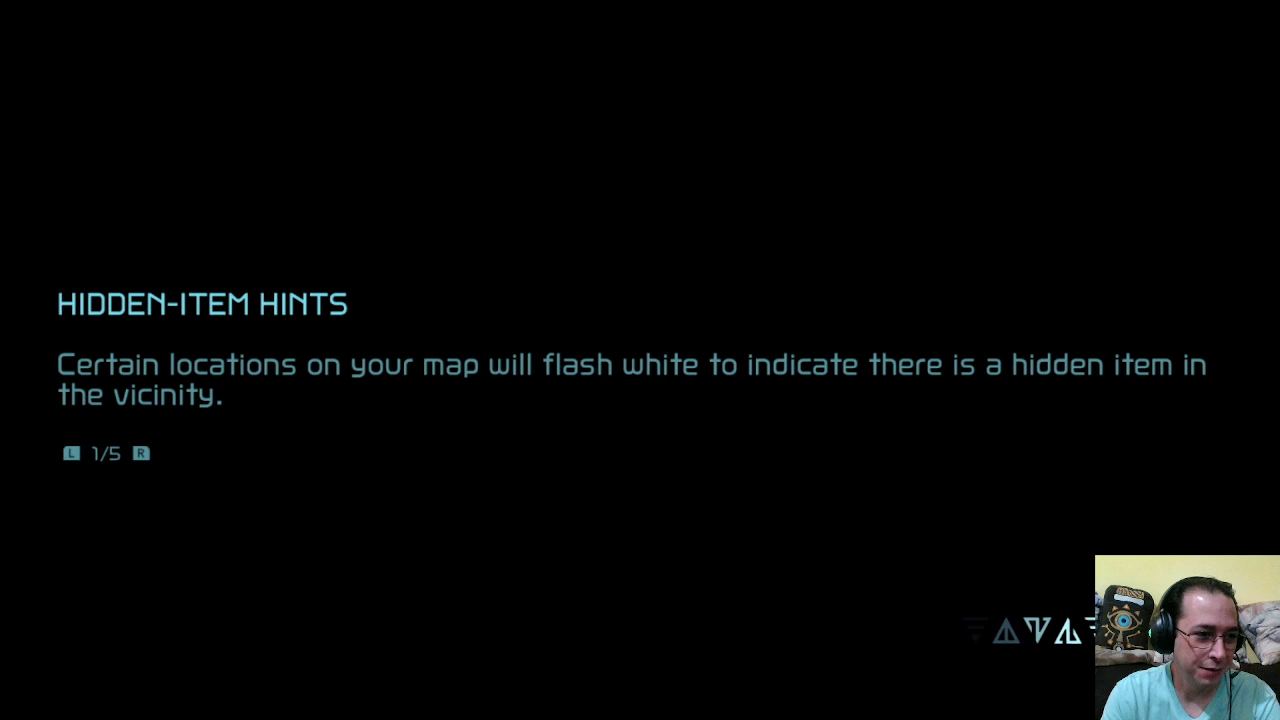 HIDDEN-ITEM HINTS
Certain locations on your map will flash white to indicate there is a hidden item in
the vicinity.
L 1/5 R